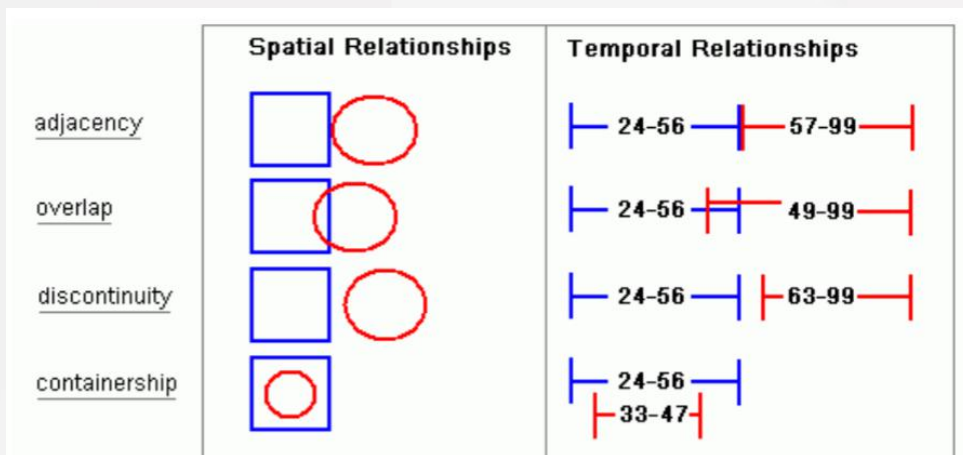 Spatial Relationships Temporal Relationships
adjacency 24-56 57-99
overlap 24-56 49-99
discontinuity 24-56 63-99
containership 24-56
33-47